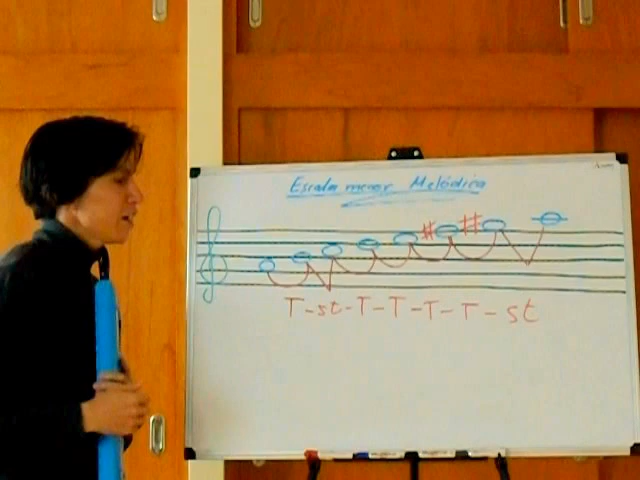 Escala menor Melódica
# #
T - st - T - T - T - T - st